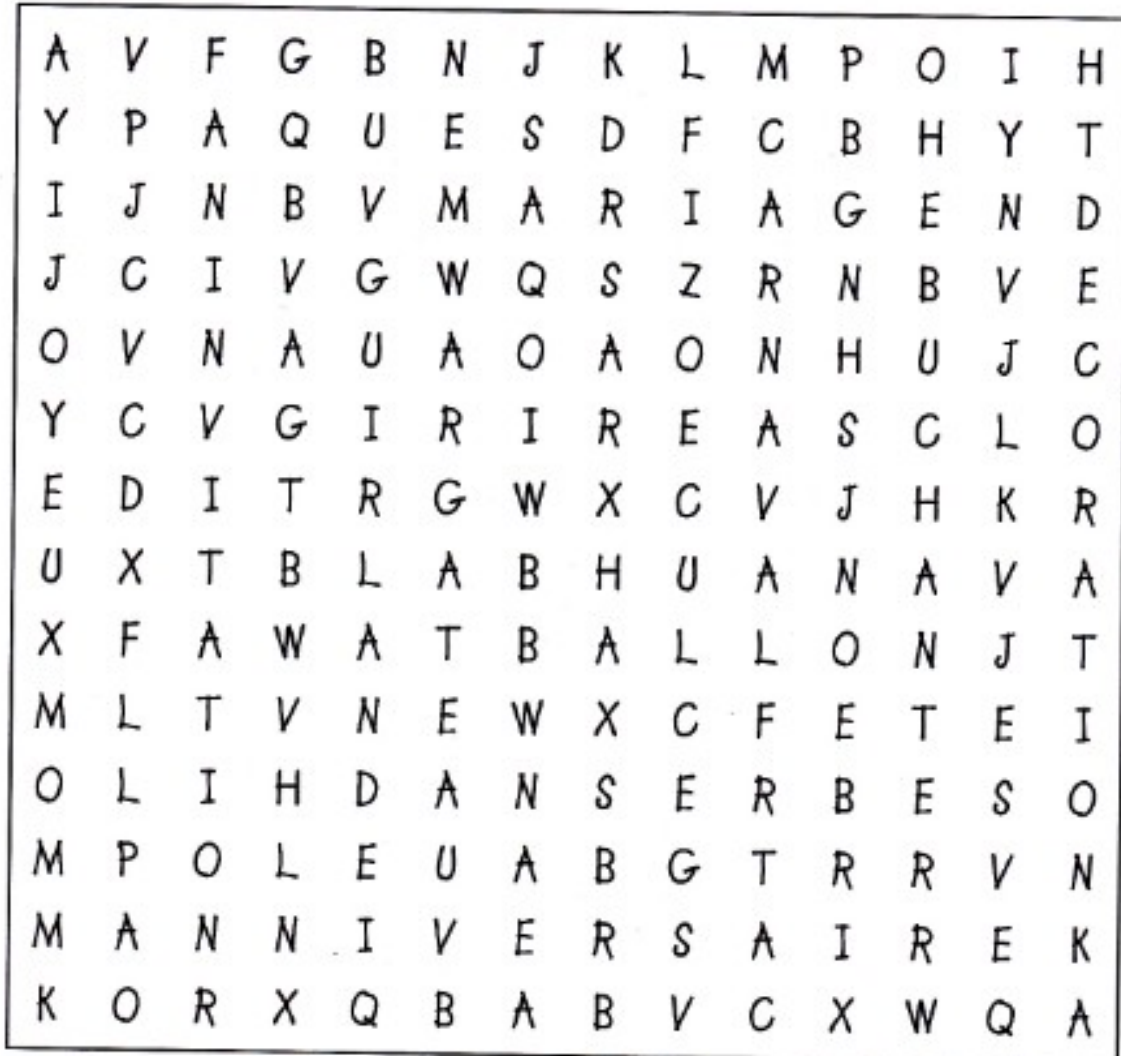 A V F G B N J K L M P O I H
Y P A Q U E S D F C B H Y T
I J N B V M A R I A G E N D
J C I V G W Q S Z R N B V E
O V N A U A O A O N H U J C
Y C V G I R I R E A S C L O
E D I T R G W X C V J H K R
U X T B L A B H U A N A V A
X F A W A T B A L L O N J T
M L T V N E W X C F E T E I
O L I H D A N S E R B E S O
M P O L E U A B G T R R V N
M A N N I V E R S A I R E K
K O R X Q B A B V C X W Q A